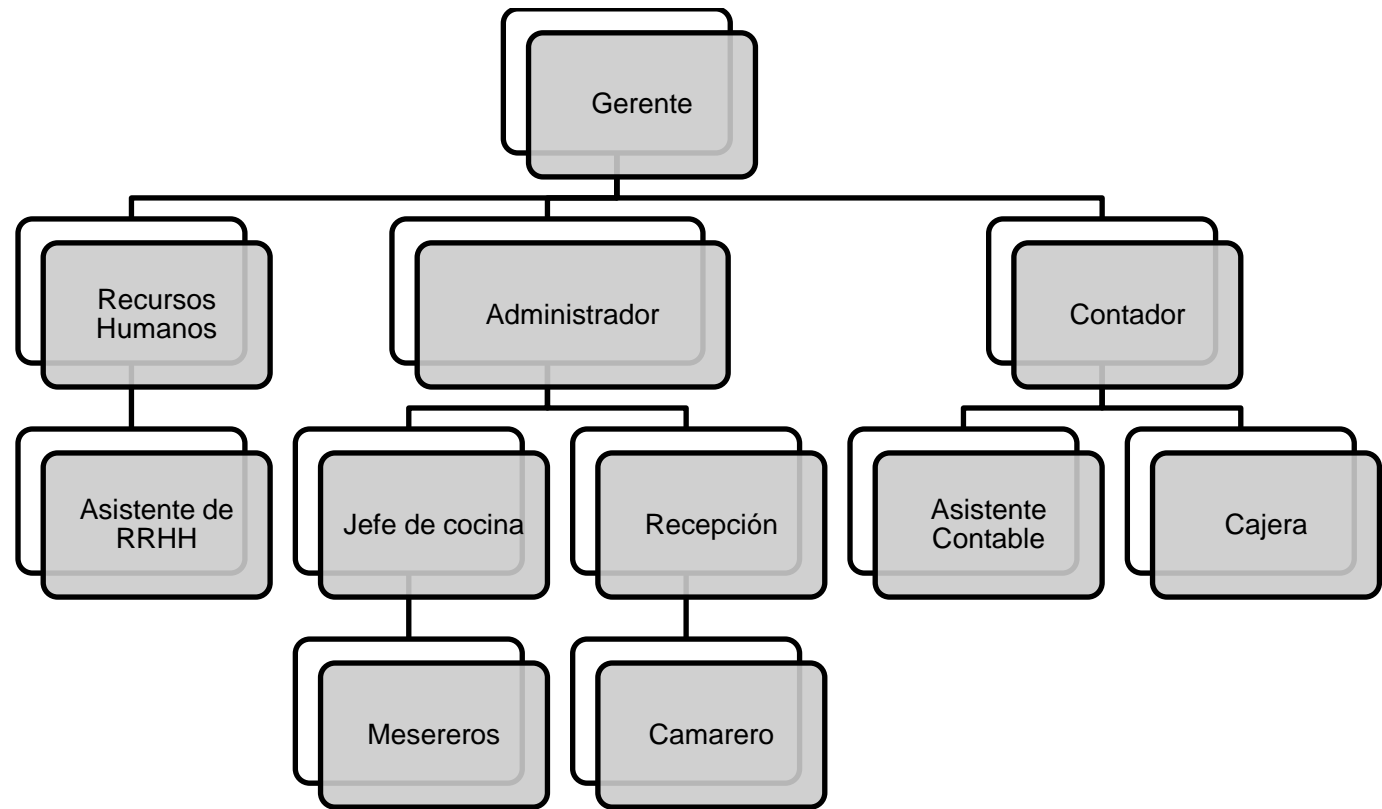 Gerente
Recursos
Humanos
Administrador
Contador
Asistente de
RRHH
Jefe de cocina
Recepción
Asistente
Contable
Cajera
Mesereros
Camarero